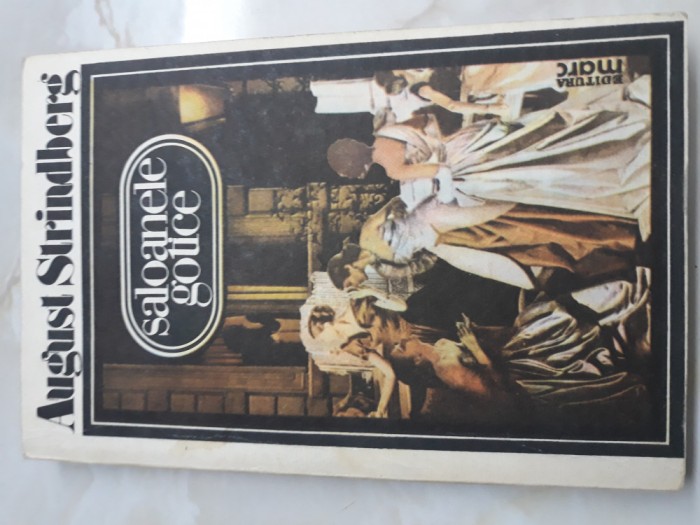 August Strindberg
saloanele
gotice
EDITURA
marc